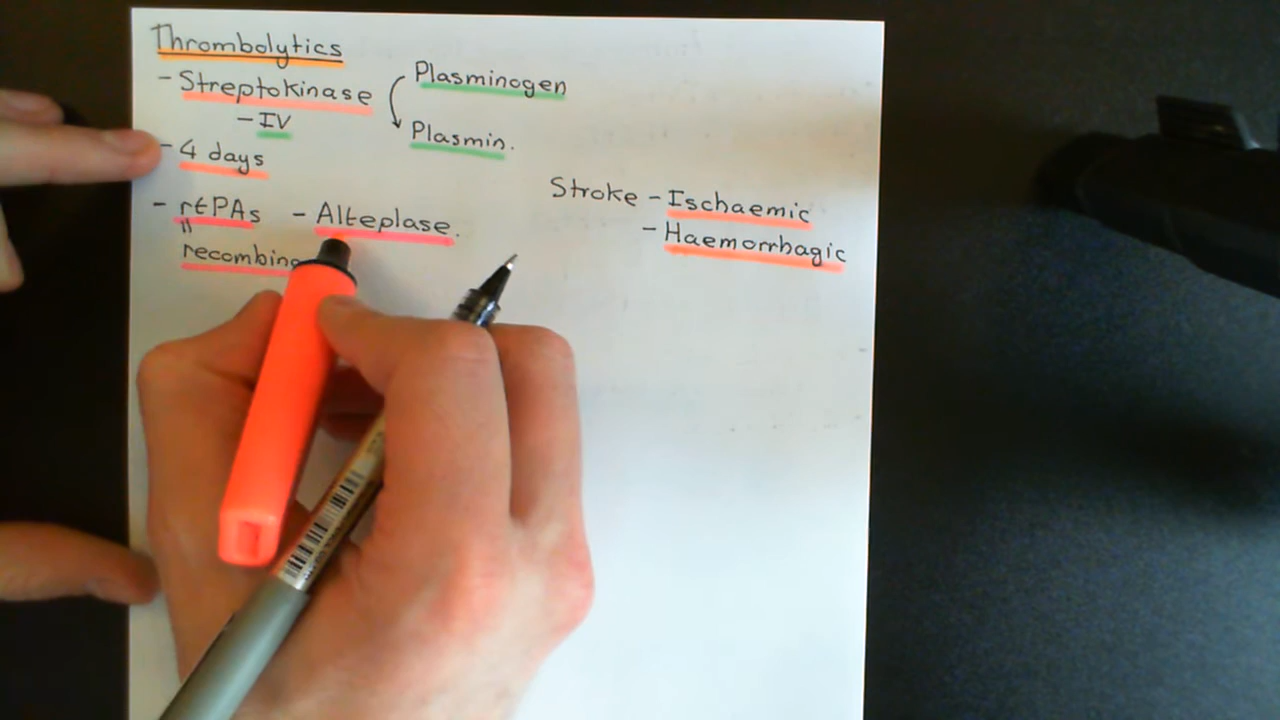 Thrombolytics
- Streptokinase
- IV
Plasminogen
Plasmin.
- 4 days
- rtPAs - Alteplase.
"
Stroke - Ischaemic
- Haemorrhagic